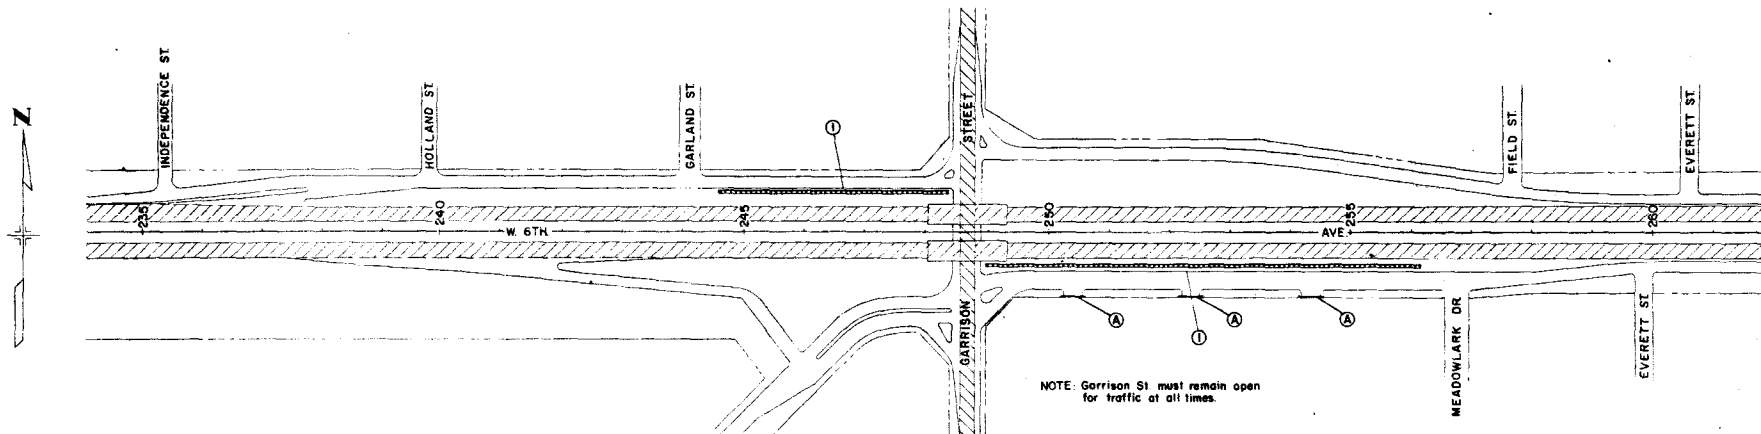 N
INDEPENDENCE ST.
HOLLAND ST.
GARLAND ST.
1
GARRISON STREET
FIELD ST.
EVERETT ST.
235
240
245
250
255
260
W. 6TH AVE.
A
A
A
1
MEADOWLARK DR.
EVERETT ST.
NOTE: Garrison St. must remain open
for traffic at all times.